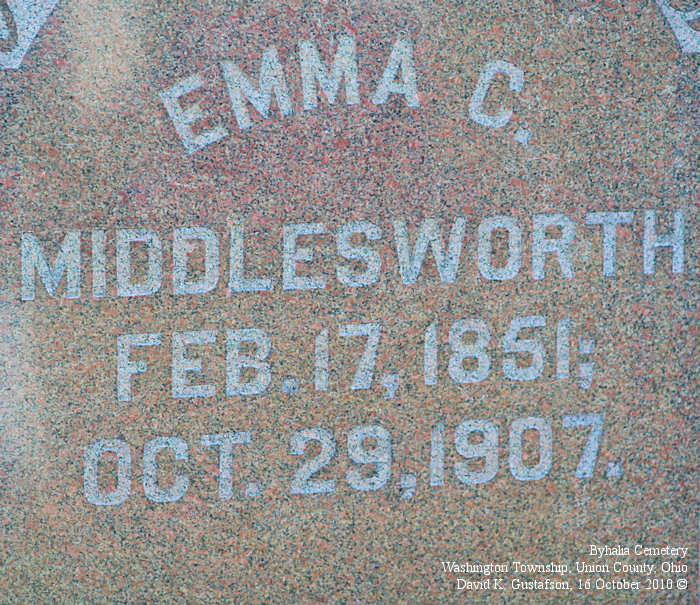 EMMA C.
MIDDLESWORTH
FEB. 17, 1851;
OCT. 29, 1907.
Byhalia Cemetery
Washington Township, Union County, Ohio
David K. Gustafson, 16 October 2010 ©